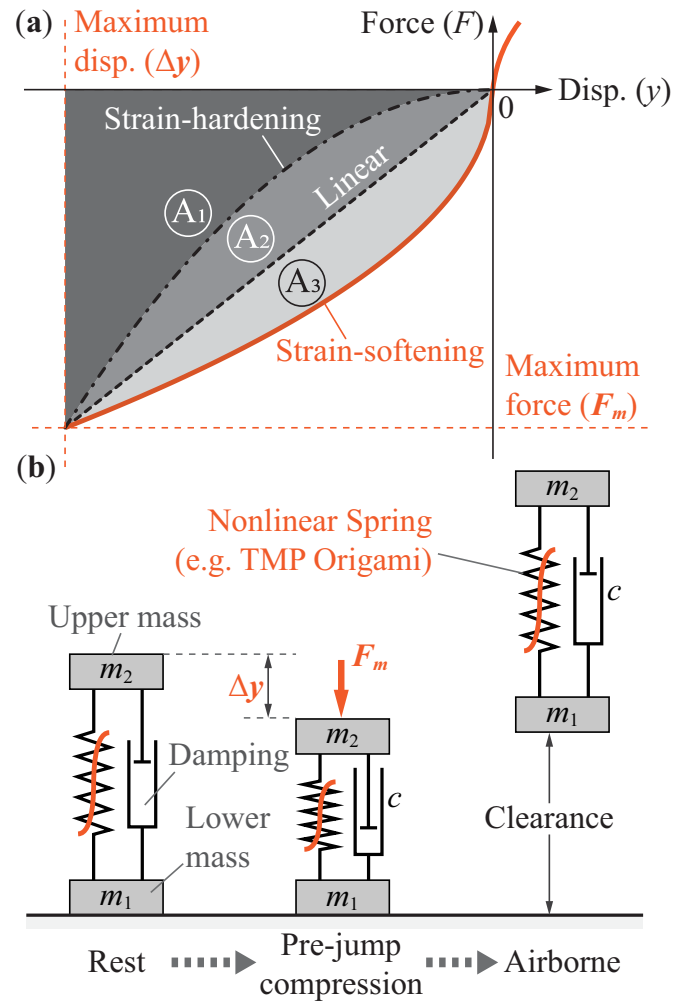 (a)
Maximum
disp. (Δy)
Force (F)
Disp. (y)
0
Strain-hardening
Linear
A1
A2
A3
Strain-softening
Maximum
force (Fm)
(b)
m2
Nonlinear Spring
(e.g. TMP Origami)
c
m1
Upper mass
m2
Δy
Fm
m2
Damping
c
Lower
mass
Clearance
m1
m1
Rest
Pre-jump
compression
Airborne